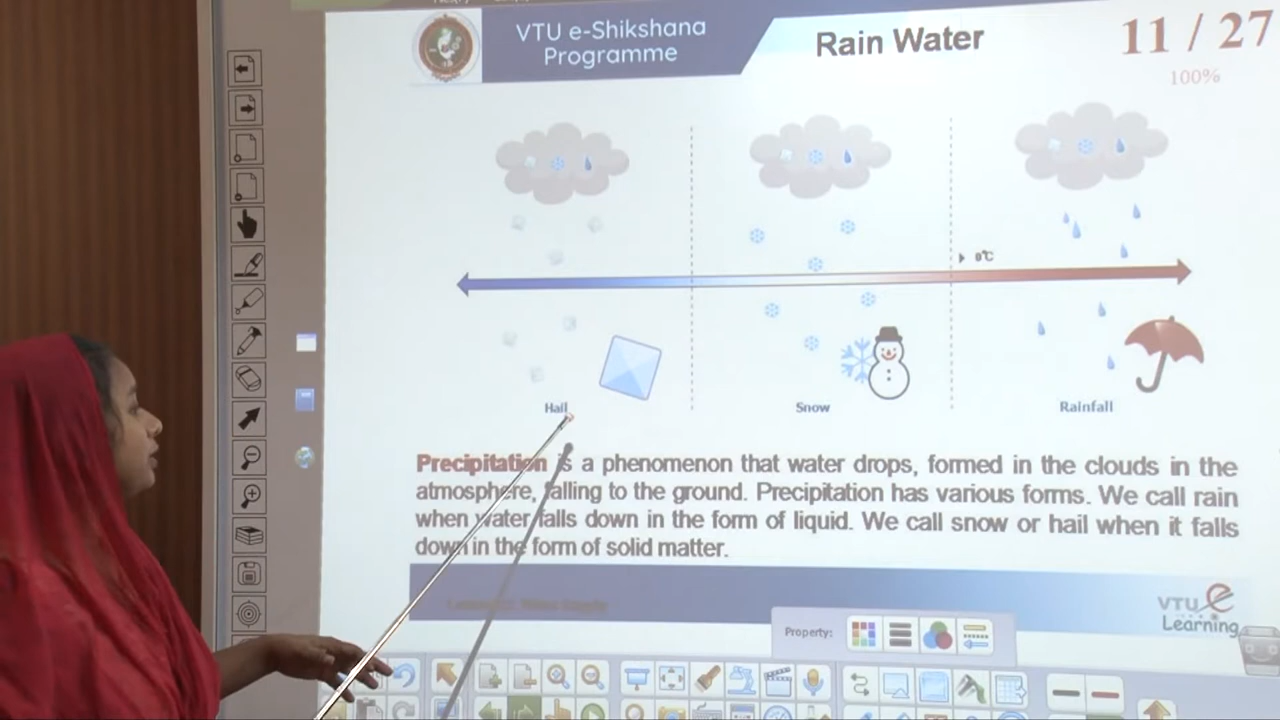 VTU e-Shikshana
Programme
Rain Water
11 / 27
100%
0℃
Hail
Snow
Rainfall
Precipitation is a phenomenon that water drops, formed in the clouds in the
atmosphere, falling to the ground. Precipitation has various forms. We call rain
when water falls down in the form of liquid. We call snow or hail when it falls
down in the form of solid matter.
VTU e
Learning
Property: